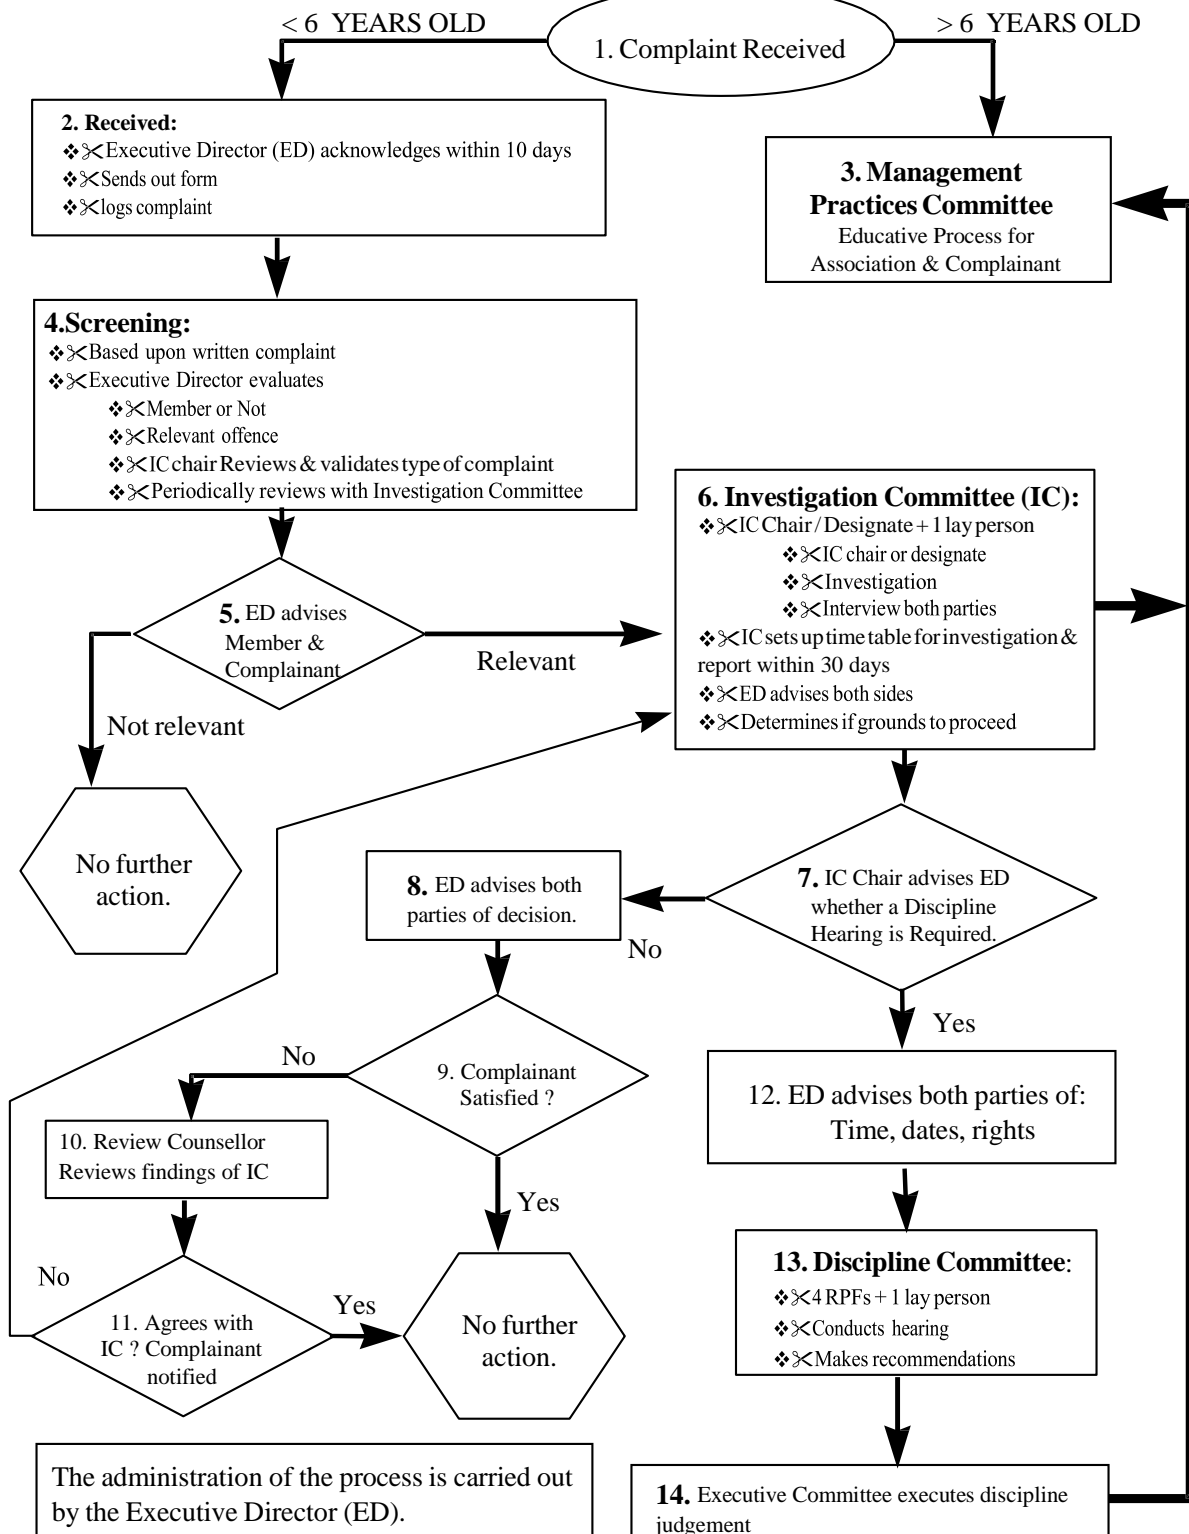 < 6 YEARS OLD
> 6 YEARS OLD
1. Complaint Received
2. Received:
❖✂Executive Director (ED) acknowledges within 10 days
❖✂Sends out form
❖✂logs complaint
3. Management
Practices Committee
Educative Process for
Association & Complainant
4.Screening:
❖✂Based upon written complaint
❖✂Executive Director evaluates
❖✂Member or Not
❖✂Relevant offence
❖✂IC chair Reviews & validates type of complaint
❖✂Periodically reviews with Investigation Committee
5. ED advises
Member &
Complainant
Relevant
Not relevant
No further
action.
6. Investigation Committee (IC):
❖✂IC Chair / Designate + 1 lay person
❖✂IC chair or designate
❖✂Investigation
❖✂Interview both parties
❖✂IC sets up time table for investigation &
report within 30 days
❖✂ED advises both sides
❖✂Determines if grounds to proceed
7. IC Chair advises ED
whether a Discipline
Hearing is Required.
No
Yes
8. ED advises both
parties of decision.
9. Complainant
Satisfied ?
No
Yes
10. Review Counsellor
Reviews findings of IC
11. Agrees with
IC ? Complainant
notified
No
Yes
No further
action.
12. ED advises both parties of:
Time, dates, rights
13. Discipline Committee:
❖✂4 RPFs + 1 lay person
❖✂Conducts hearing
❖✂Makes recommendations
14. Executive Committee executes discipline
judgement
The administration of the process is carried out
by the Executive Director (ED).